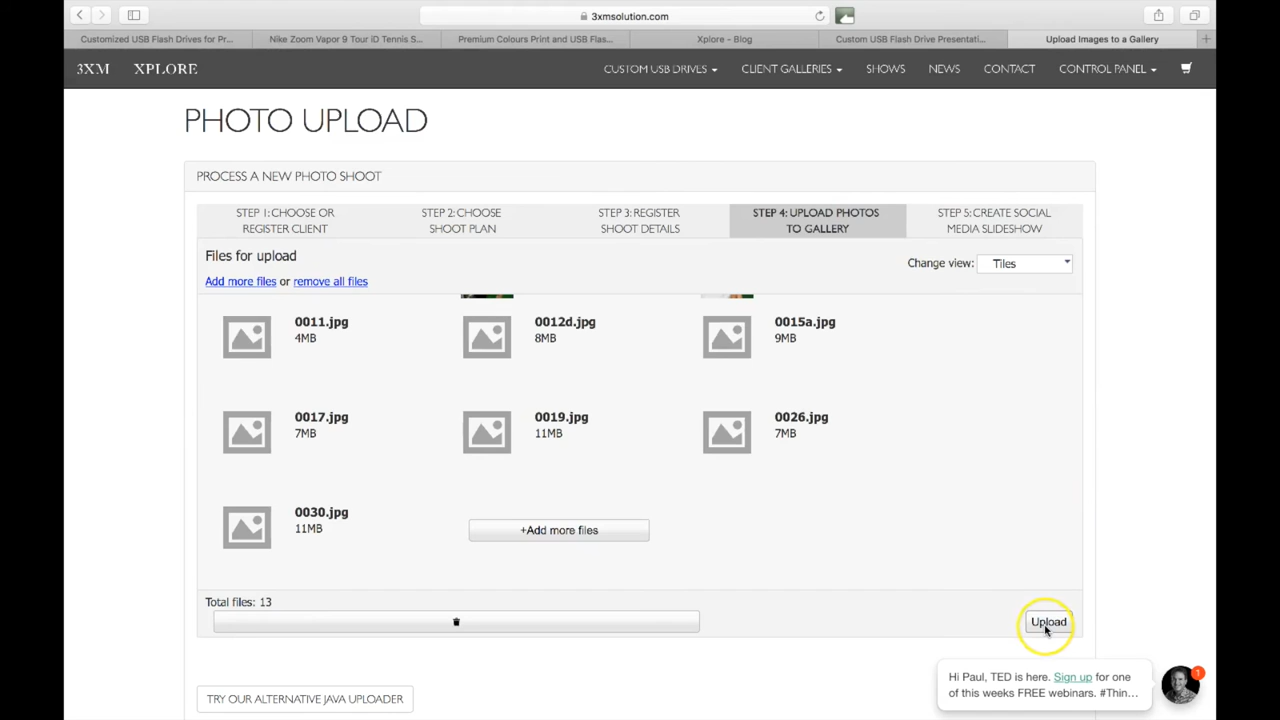 3xmsolution.com
Customized USB Flash Drives for Pr...
Nike Zoom Vapor 9 Tour iD Tennis S...
Premium Colours Print and USB Flas...
Xplore - Blog
Custom USB Flash Drive Presentati...
Upload Images to a Gallery
3XM XPLORE
CUSTOM USB DRIVES
CLIENT GALLERIES
SHOWS
NEWS
CONTACT
CONTROL PANEL
PHOTO UPLOAD
PROCESS A NEW PHOTO SHOOT
STEP 1: CHOOSE OR
REGISTER CLIENT
STEP 2: CHOOSE
SHOOT PLAN
STEP 3: REGISTER
SHOOT DETAILS
STEP 4: UPLOAD PHOTOS
TO GALLERY
STEP 5: CREATE SOCIAL
MEDIA SLIDESHOW
Files for upload
Change view: Tiles
Add more files or remove all files
0011.jpg
4MB
0012d.jpg
8MB
0015a.jpg
9MB
0017.jpg
7MB
0019.jpg
11MB
0026.jpg
7MB
0030.jpg
11MB
+Add more files
Total files: 13
Upload
Hi Paul, TED is here. Sign up for one
of this weeks FREE webinars. #Thin...
1
TRY OUR ALTERNATIVE JAVA UPLOADER